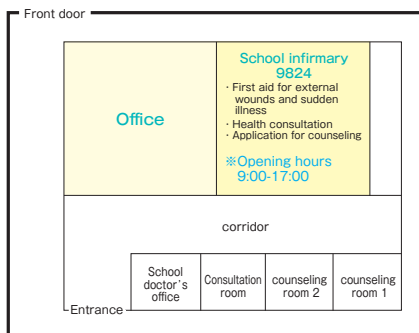 Front door
Office
School infirmary
9824
・First aid for external
wounds and sudden
illness
・Health consultation
・Application for counseling
※Opening hours
9:00-17:00
corridor
School
doctor's
office
Consultation
room
counseling
room 2
counseling
room 1
Entrance